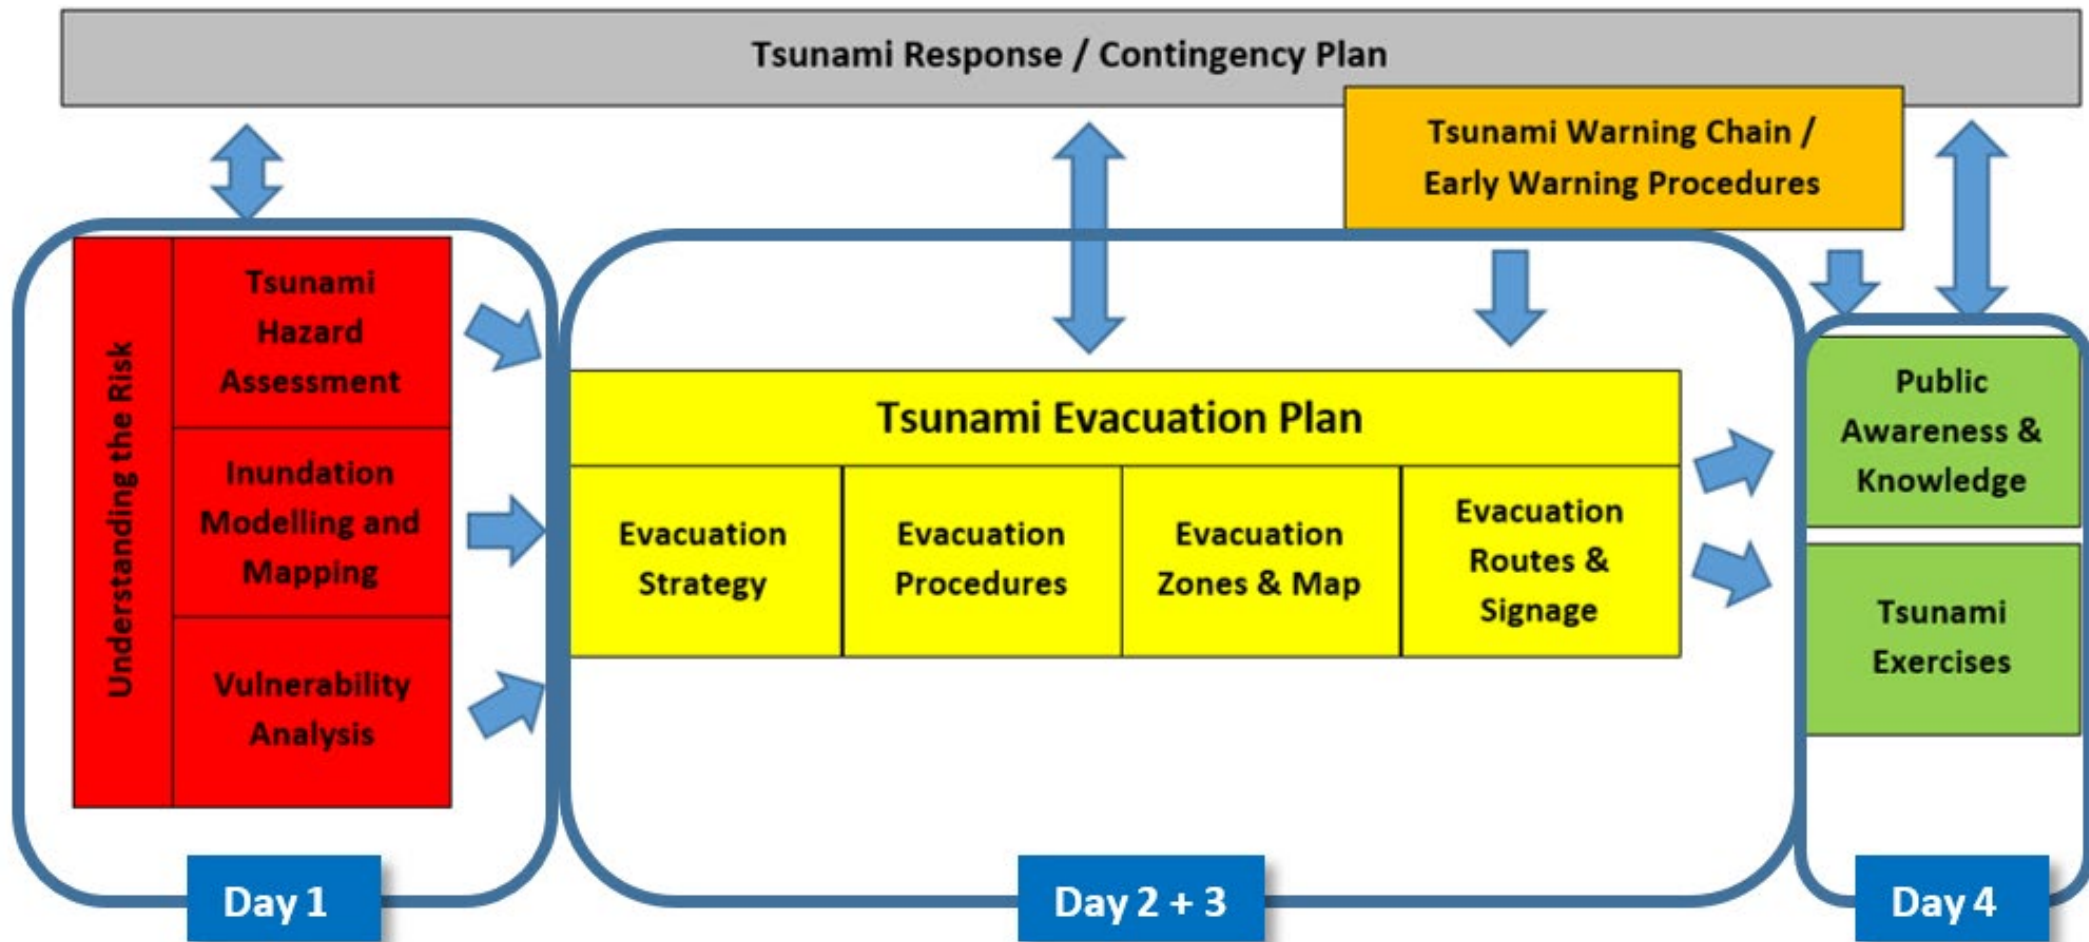 Tsunami Response / Contingency Plan
Tsunami Warning Chain /
Early Warning Procedures
Understanding the Risk
Tsunami
Hazard
Assessment
Inundation
Modelling and
Mapping
Vulnerability
Analysis
Tsunami Evacuation Plan
Evacuation
Strategy
Evacuation
Procedures
Evacuation
Zones & Map
Evacuation
Routes &
Signage
Public
Awareness &
Knowledge
Tsunami
Exercises
Day 1
Day 2 + 3
Day 4